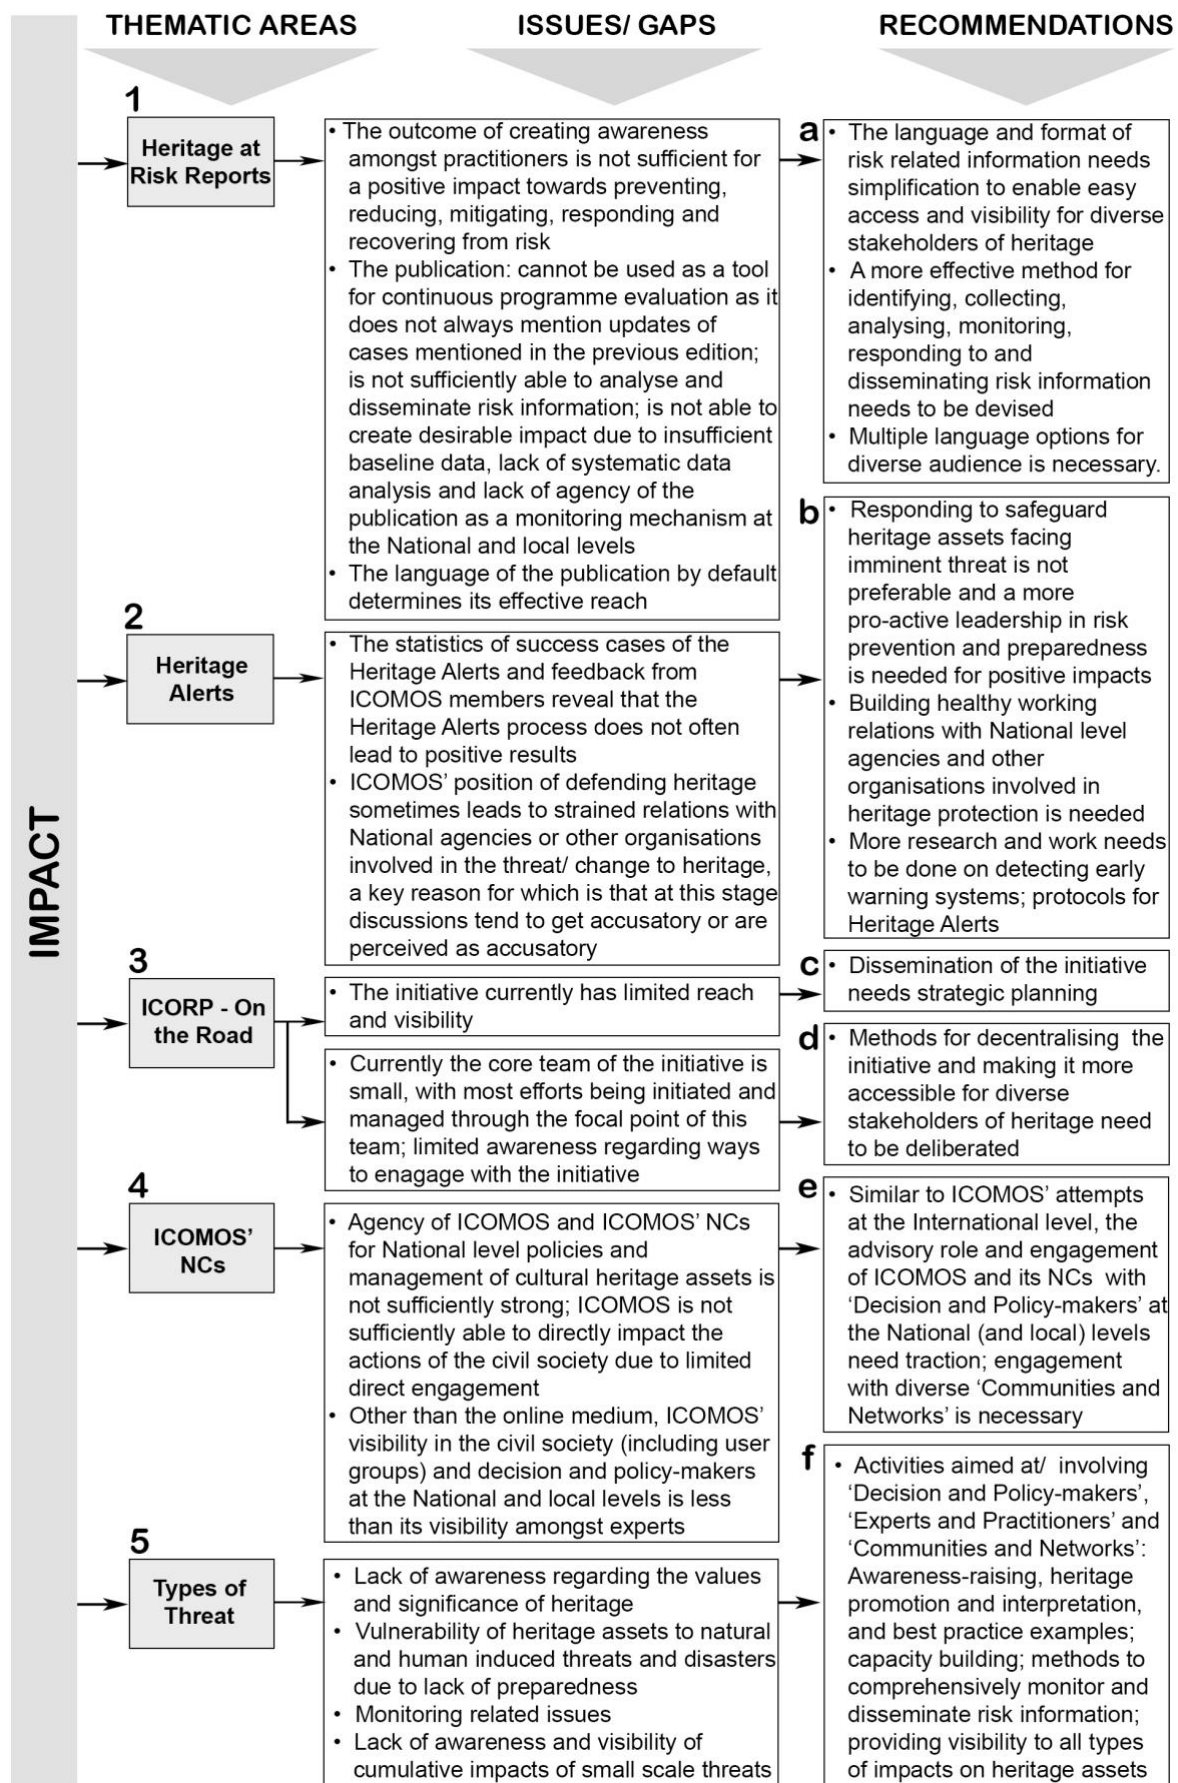 THEMATIC AREAS
ISSUES/ GAPS
RECOMMENDATIONS
IMPACT
1
Heritage at
Risk Reports
• The outcome of creating awareness
amongst practitioners is not sufficient for
a positive impact towards preventing,
reducing, mitigating, responding and
recovering from risk
• The publication: cannot be used as a tool
for continuous programme evaluation as it
does not always mention updates of
cases mentioned in the previous edition;
is not sufficiently able to analyse and
disseminate risk information; is not able to
create desirable impact due to insufficient
baseline data, lack of systematic data
analysis and lack of agency of the
publication as a monitoring mechanism at
the National and local levels
• The language of the publication by default
determines its effective reach
a
• The language and format of
risk related information needs
simplification to enable easy
access and visibility for diverse
stakeholders of heritage
• A more effective method for
identifying, collecting,
analysing, monitoring,
responding to and
disseminating risk information
needs to be devised
• Multiple language options for
diverse audience is necessary.
2
Heritage
Alerts
• The statistics of success cases of the
Heritage Alerts and feedback from
ICOMOS members reveal that the
Heritage Alerts process does not often
lead to positive results
• ICOMOS' position of defending heritage
sometimes leads to strained relations with
National agencies or other organisations
involved in the threat/ change to heritage,
a key reason for which is that at this stage
discussions tend to get accusatory or are
perceived as accusatory
b
• Responding to safeguard
heritage assets facing
imminent threat is not
preferable and a more
pro-active leadership in risk
prevention and preparedness
is needed for positive impacts
• Building healthy working
relations with National level
agencies and other
organisations involved in
heritage protection is needed
• More research and work needs
to be done on detecting early
warning systems; protocols for
Heritage Alerts
3
ICORP - On
the Road
• The initiative currently has limited reach
and visibility
c
• Dissemination of the initiative
needs strategic planning
• Currently the core team of the initiative is
small, with most efforts being initiated and
managed through the focal point of this
team; limited awareness regarding ways
to enagage with the initiative
d
• Methods for decentralising the
initiative and making it more
accessible for diverse
stakeholders of heritage need
to be deliberated
4
ICOMOS'
NCs
• Agency of ICOMOS and ICOMOS' NCs
for National level policies and
management of cultural heritage assets is
not sufficiently strong; ICOMOS is not
sufficiently able to directly impact the
actions of the civil society due to limited
direct engagement
• Other than the online medium, ICOMOS'
visibility in the civil society (including user
groups) and decision and policy-makers
at the National and local levels is less
than its visibility amongst experts
e
• Similar to ICOMOS' attempts
at the International level, the
advisory role and engagement
of ICOMOS and its NCs with
'Decision and Policy-makers' at
the National (and local) levels
need traction; engagement
with diverse 'Communities and
Networks' is necessary
5
Types of
Threat
• Lack of awareness regarding the values
and significance of heritage
• Vulnerability of heritage assets to natural
and human induced threats and disasters
due to lack of preparedness
• Monitoring related issues
• Lack of awareness and visibility of
cumulative impacts of small scale threats
f
• Activities aimed at/ involving
'Decision and Policy-makers',
'Experts and Practitioners' and
'Communities and Networks':
Awareness-raising, heritage
promotion and interpretation,
and best practice examples;
capacity building; methods to
comprehensively monitor and
disseminate risk information;
providing visibility to all types
of impacts on heritage assets